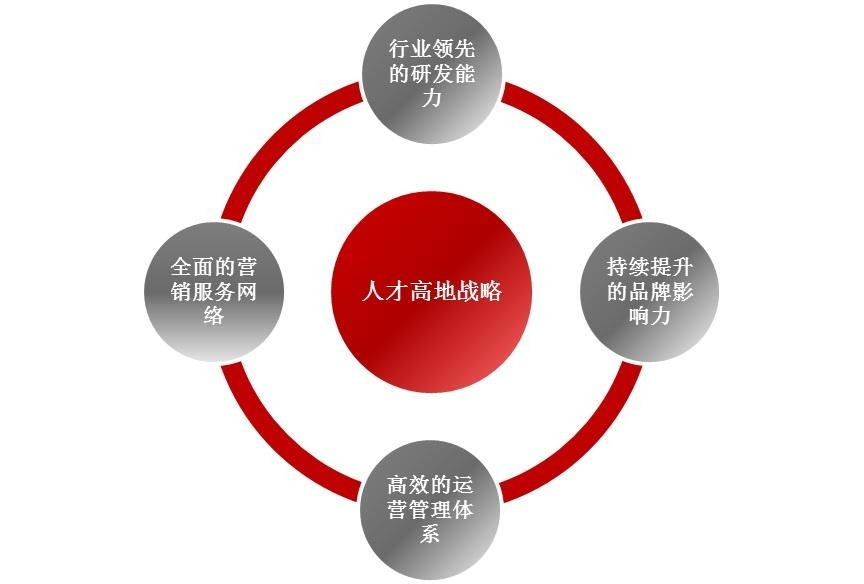 行业领先
的研发能
力
全面的营
销服务网
络
人才高地战略
持续提升
的品牌影
响力
高效的运
营管理体
系